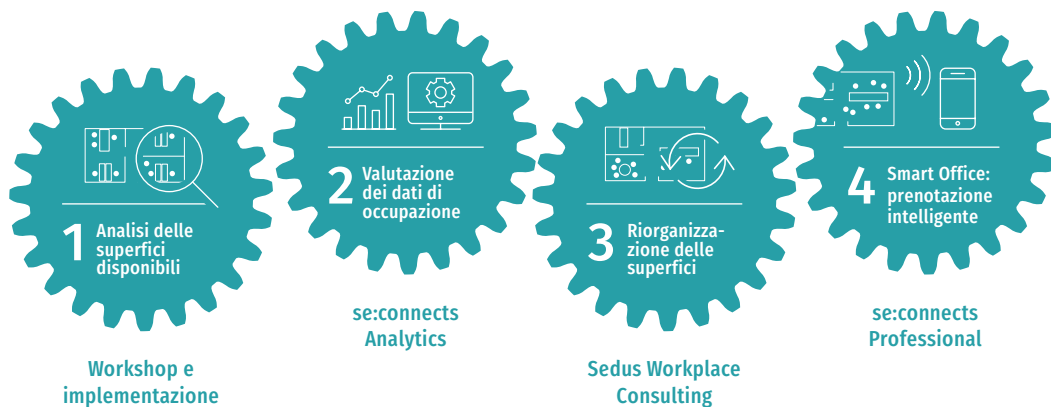 1
Analisi delle
superfici
disponibili
Workshop e
implementazione
2
Valutazione
dei dati di
occupazione
se:connects
Analytics
3
Riorganizza-
zione delle
superfici
Sedus Workplace
Consulting
4
Smart Office:
prenotazione
intelligente
se:connects
Professional